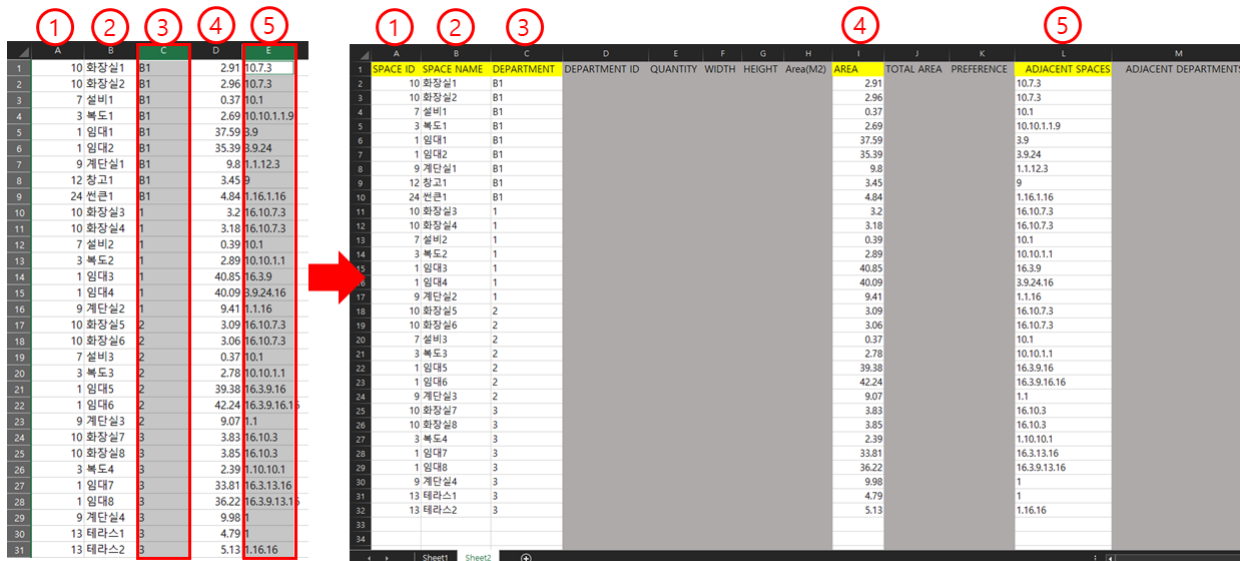 ① ② ③ ④ ⑤
A B C D E
1 10 화장실1 B1 2.91 10.7.3
2 10 화장실2 B1 2.96 10.7.3
3 7 설비1 B1 0.37 10.1
4 3 복도1 B1 2.69 10.10.1.1.9
5 1 임대1 B1 37.59 3.9
6 1 임대2 B1 35.39 3.9.24
7 9 계단실1 B1 9.8 1.1.12.3
8 12 창고1 B1 3.45 9
9 24 썬큰1 B1 4.84 1.16.1.16
10 10 화장실3 1 3.2 16.10.7.3
11 10 화장실4 1 3.18 16.10.7.3
12 7 설비2 1 0.39 10.1
13 3 복도2 1 2.89 10.10.1.1
14 1 임대3 1 40.85 16.3.9
15 1 임대4 1 40.09 3.9.24.16
16 9 계단실2 1 9.41 1.1.16
17 10 화장실5 2 3.09 16.10.7.3
18 10 화장실6 2 3.06 16.10.7.3
19 7 설비3 2 0.37 10.1
20 3 복도3 2 2.78 10.10.1.1
21 1 임대5 2 39.38 16.3.9.16
22 1 임대6 2 42.24 16.3.9.16.16
23 9 계단실3 2 9.07 1.1
24 10 화장실7 3 3.83 16.10.3
25 10 화장실8 3 3.85 16.10.3
26 3 복도4 3 2.39 1.10.10.1
27 1 임대7 3 33.81 16.3.13.16
28 1 임대8 3 36.22 16.3.9.13.16
29 9 계단실4 3 9.98 1
30 13 테라스1 3 4.79 1
31 13 테라스2 3 5.13 1.16.16
① ② ③ ④ ⑤
A B C D E F G H I J K L M
1 SPACE ID SPACE NAME DEPARTMENT DEPARTMENT ID QUANTITY WIDTH HEIGHT Area(M2) AREA TOTAL AREA PREFERENCE ADJACENT SPACES ADJACENT DEPARTMENTS
2 10 화장실1 B1 2.91 10.7.3
3 10 화장실2 B1 2.96 10.7.3
4 7 설비1 B1 0.37 10.1
5 3 복도1 B1 2.69 10.10.1.1.9
6 1 임대1 B1 37.59 3.9
7 1 임대2 B1 35.39 3.9.24
8 9 계단실1 B1 9.8 1.1.12.3
9 12 창고1 B1 3.45 9
10 24 썬큰1 B1 4.84 1.16.1.16
11 10 화장실3 1 3.2 16.10.7.3
12 10 화장실4 1 3.18 16.10.7.3
13 7 설비2 1 0.39 10.1
14 3 복도2 1 2.89 10.10.1.1
15 1 임대3 1 40.85 16.3.9
16 1 임대4 1 40.09 3.9.24.16
17 9 계단실2 1 9.41 1.1.16
18 10 화장실5 2 3.09 16.10.7.3
19 10 화장실6 2 3.06 16.10.7.3
20 7 설비3 2 0.37 10.1
21 3 복도3 2 2.78 10.10.1.1
22 1 임대5 2 39.38 16.3.9.16
23 1 임대6 2 42.24 16.3.9.16.16
24 9 계단실3 2 9.07 1.1
25 10 화장실7 3 3.83 16.10.3
26 10 화장실8 3 3.85 16.10.3
27 3 복도4 3 2.39 1.10.10.1
28 1 임대7 3 33.81 16.3.13.16
29 1 임대8 3 36.22 16.3.9.13.16
30 9 계단실4 3 9.98 1
31 13 테라스1 3 4.79 1
32 13 테라스2 3 5.13 1.16.16
33
34
Sheet1 Sheet2